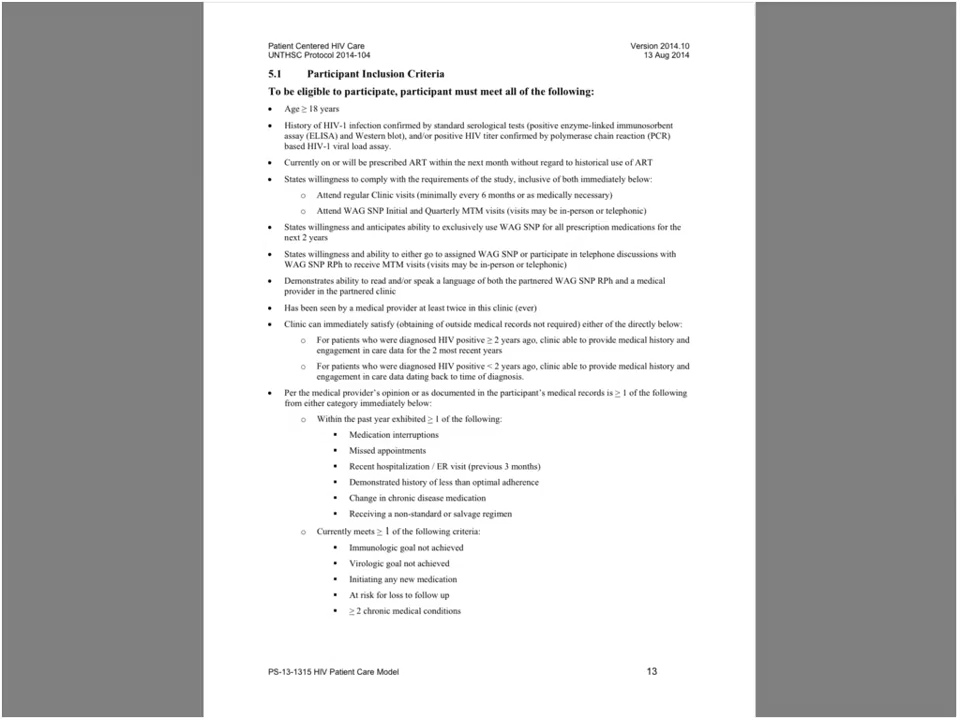 Patient Centered HIV Care
UNTHSC Protocol 2014-104
Version 2014.10
13 Aug 2014
5.1 Participant Inclusion Criteria
To be eligible to participate, participant must meet all of the following:
• Age ≥ 18 years
• History of HIV-1 infection confirmed by standard serological tests (positive enzyme-linked immunosorbent
assay (ELISA) and Western blot), and/or positive HIV titer confirmed by polymerase chain reaction (PCR)
based HIV-1 viral load assay.
• Currently on or will be prescribed ART within the next month without regard to historical use of ART
• States willingness to comply with the requirements of the study, inclusive of both immediately below:
o Attend regular Clinic visits (minimally every 6 months or as medically necessary)
o Attend WAG SNP Initial and Quarterly MTM visits (visits may be in-person or telephonic)
• States willingness and anticipates ability to exclusively use WAG SNP for all prescription medications for the
next 2 years
• States willingness and ability to either go to assigned WAG SNP or participate in telephone discussions with
WAG SNP RPh to receive MTM visits (visits may be in-person or telephonic)
• Demonstrates ability to read and/or speak a language of both the partnered WAG SNP RPh and a medical
provider in the partnered clinic
• Has been seen by a medical provider at least twice in this clinic (ever)
• Clinic can immediately satisfy (obtaining of outside medical records not required) either of the directly below:
o For patients who were diagnosed HIV positive ≥ 2 years ago, clinic able to provide medical history and
engagement in care data for the 2 most recent years
o For patients who were diagnosed HIV positive < 2 years ago, clinic able to provide medical history and
engagement in care data dating back to time of diagnosis.
• Per the medical provider's opinion or as documented in the participant's medical records is ≥ 1 of the following
from either category immediately below:
o Within the past year exhibited ≥ 1 of the following:
▪ Medication interruptions
▪ Missed appointments
▪ Recent hospitalization / ER visit (previous 3 months)
▪ Demonstrated history of less than optimal adherence
▪ Change in chronic disease medication
▪ Receiving a non-standard or salvage regimen
o Currently meets ≥ 1 of the following criteria:
▪ Immunologic goal not achieved
▪ Virologic goal not achieved
▪ Initiating any new medication
▪ At risk for loss to follow up
▪ ≥ 2 chronic medical conditions
PS-13-1315 HIV Patient Care Model
13